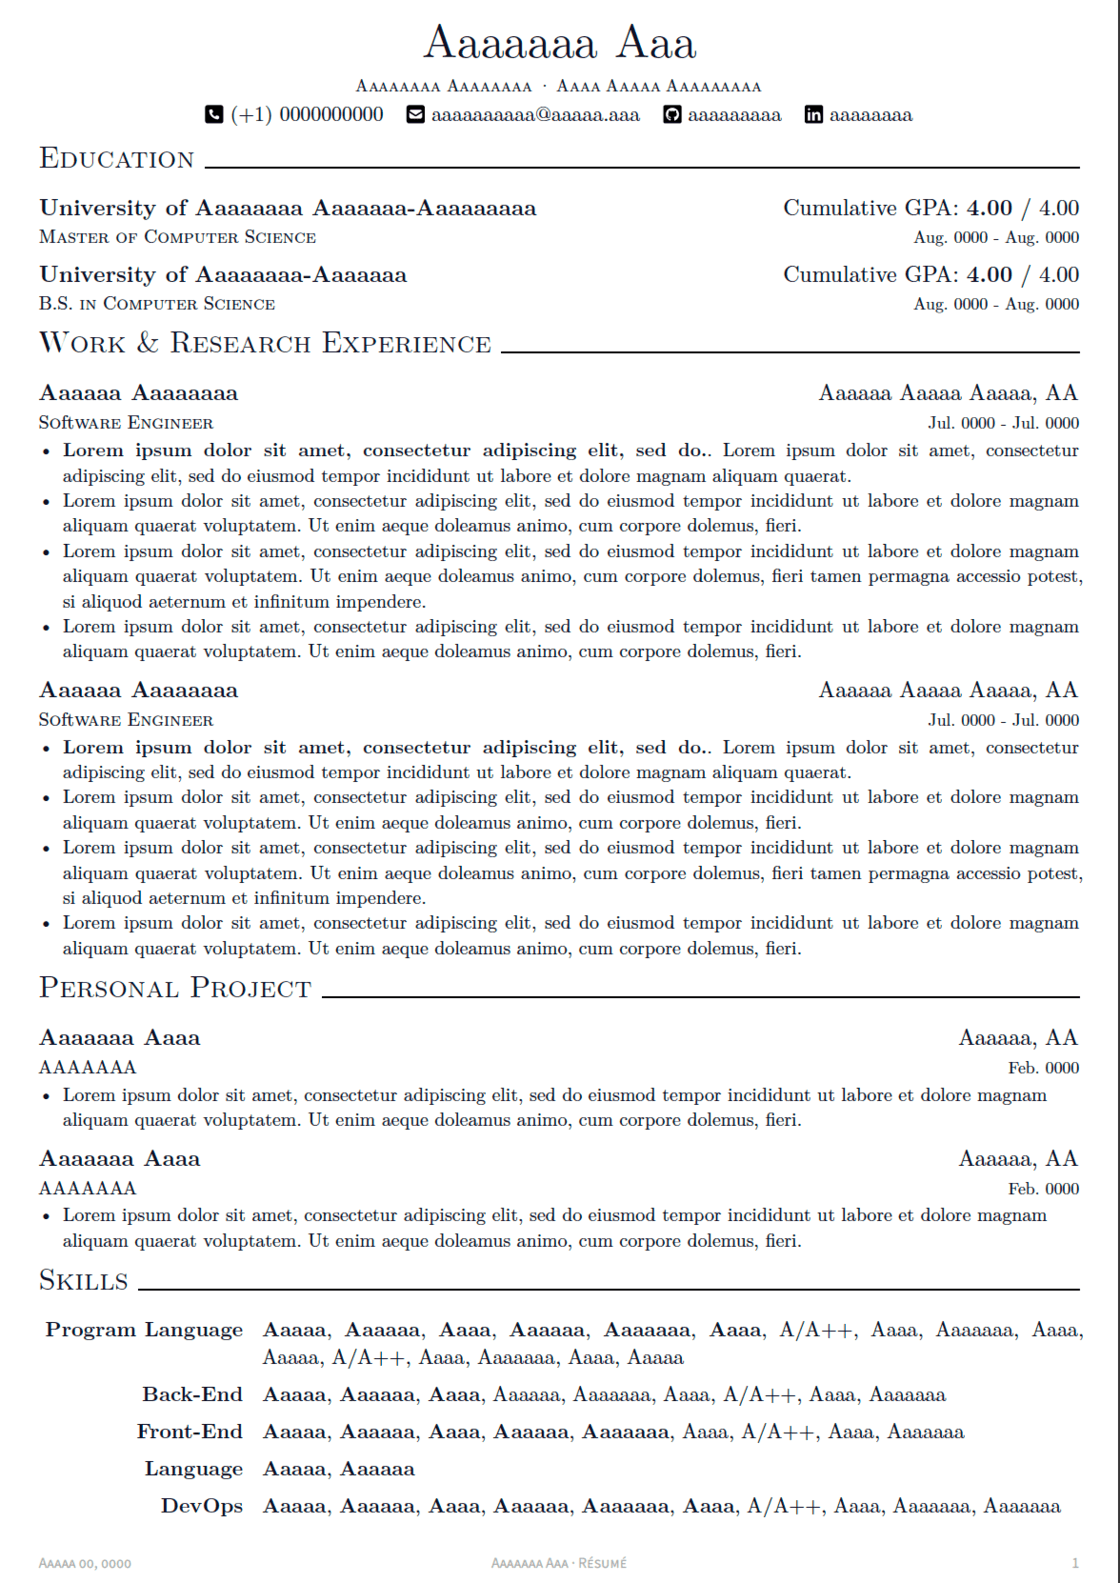 Aaaaaaa Aaa
Aaaaaaaa Aaaaaaaa · Aaaa Aaaaa Aaaaaaaaa
(+1) 0000000000 aaaaaaaaaa@aaaaa.aaa aaaaaaaaa aaaaaaaa
Education
University of Aaaaaaaa Aaaaaaa-Aaaaaaaaa Cumulative GPA: 4.00 / 4.00
Master of Computer Science Aug. 0000 - Aug. 0000
University of Aaaaaaaa-Aaaaaaa Cumulative GPA: 4.00 / 4.00
B.S. in Computer Science Aug. 0000 - Aug. 0000
Work & Research Experience
Aaaaaa Aaaaaaaa Aaaaaa Aaaaa Aaaaa, AA
Software Engineer Jul. 0000 - Jul. 0000
• Lorem ipsum dolor sit amet, consectetur adipiscing elit, sed do.. Lorem ipsum dolor sit amet, consectetur
adipiscing elit, sed do eiusmod tempor incididunt ut labore et dolore magnam aliquam quaerat.
• Lorem ipsum dolor sit amet, consectetur adipiscing elit, sed do eiusmod tempor incididunt ut labore et dolore magnam
aliquam quaerat voluptatem. Ut enim aeque doleamus animo, cum corpore dolemus, fieri.
• Lorem ipsum dolor sit amet, consectetur adipiscing elit, sed do eiusmod tempor incididunt ut labore et dolore magnam
aliquam quaerat voluptatem. Ut enim aeque doleamus animo, cum corpore dolemus, fieri tamen permagna accessio potest,
si aliquod aeternum et infinitum impendere.
• Lorem ipsum dolor sit amet, consectetur adipiscing elit, sed do eiusmod tempor incididunt ut labore et dolore magnam
aliquam quaerat voluptatem. Ut enim aeque doleamus animo, cum corpore dolemus, fieri.
Aaaaaa Aaaaaaaa Aaaaaa Aaaaa Aaaaa, AA
Software Engineer Jul. 0000 - Jul. 0000
• Lorem ipsum dolor sit amet, consectetur adipiscing elit, sed do.. Lorem ipsum dolor sit amet, consectetur
adipiscing elit, sed do eiusmod tempor incididunt ut labore et dolore magnam aliquam quaerat.
• Lorem ipsum dolor sit amet, consectetur adipiscing elit, sed do eiusmod tempor incididunt ut labore et dolore magnam
aliquam quaerat voluptatem. Ut enim aeque doleamus animo, cum corpore dolemus, fieri.
• Lorem ipsum dolor sit amet, consectetur adipiscing elit, sed do eiusmod tempor incididunt ut labore et dolore magnam
aliquam quaerat voluptatem. Ut enim aeque doleamus animo, cum corpore dolemus, fieri tamen permagna accessio potest,
si aliquod aeternum et infinitum impendere.
• Lorem ipsum dolor sit amet, consectetur adipiscing elit, sed do eiusmod tempor incididunt ut labore et dolore magnam
aliquam quaerat voluptatem. Ut enim aeque doleamus animo, cum corpore dolemus, fieri.
Personal Project
Aaaaaaa Aaaa Aaaaaa, AA
AAAAAAA Feb. 0000
• Lorem ipsum dolor sit amet, consectetur adipiscing elit, sed do eiusmod tempor incididunt ut labore et dolore magnam
aliquam quaerat voluptatem. Ut enim aeque doleamus animo, cum corpore dolemus, fieri.
Aaaaaaa Aaaa Aaaaaa, AA
AAAAAAA Feb. 0000
• Lorem ipsum dolor sit amet, consectetur adipiscing elit, sed do eiusmod tempor incididunt ut labore et dolore magnam
aliquam quaerat voluptatem. Ut enim aeque doleamus animo, cum corpore dolemus, fieri.
Skills
Program Language Aaaaa, Aaaaaa, Aaaa, Aaaaaa, Aaaaaaa, Aaaa, A/A++, Aaaa, Aaaaaaa, Aaaa,
Aaaaa, A/A++, Aaaa, Aaaaaaa, Aaaa, Aaaaa
Back-End Aaaaa, Aaaaaa, Aaaa, Aaaaaa, Aaaaaaa, Aaaa, A/A++, Aaaa, Aaaaaaa
Front-End Aaaaa, Aaaaaa, Aaaa, Aaaaaa, Aaaaaaa, Aaaa, A/A++, Aaaa, Aaaaaaa
Language Aaaaa, Aaaaaa
DevOps Aaaaa, Aaaaaa, Aaaa, Aaaaaa, Aaaaaaa, Aaaa, A/A++, Aaaa, Aaaaaaa, Aaaaaaa
Aaaaa 00, 0000 Aaaaaaa Aaa · Résumé 1